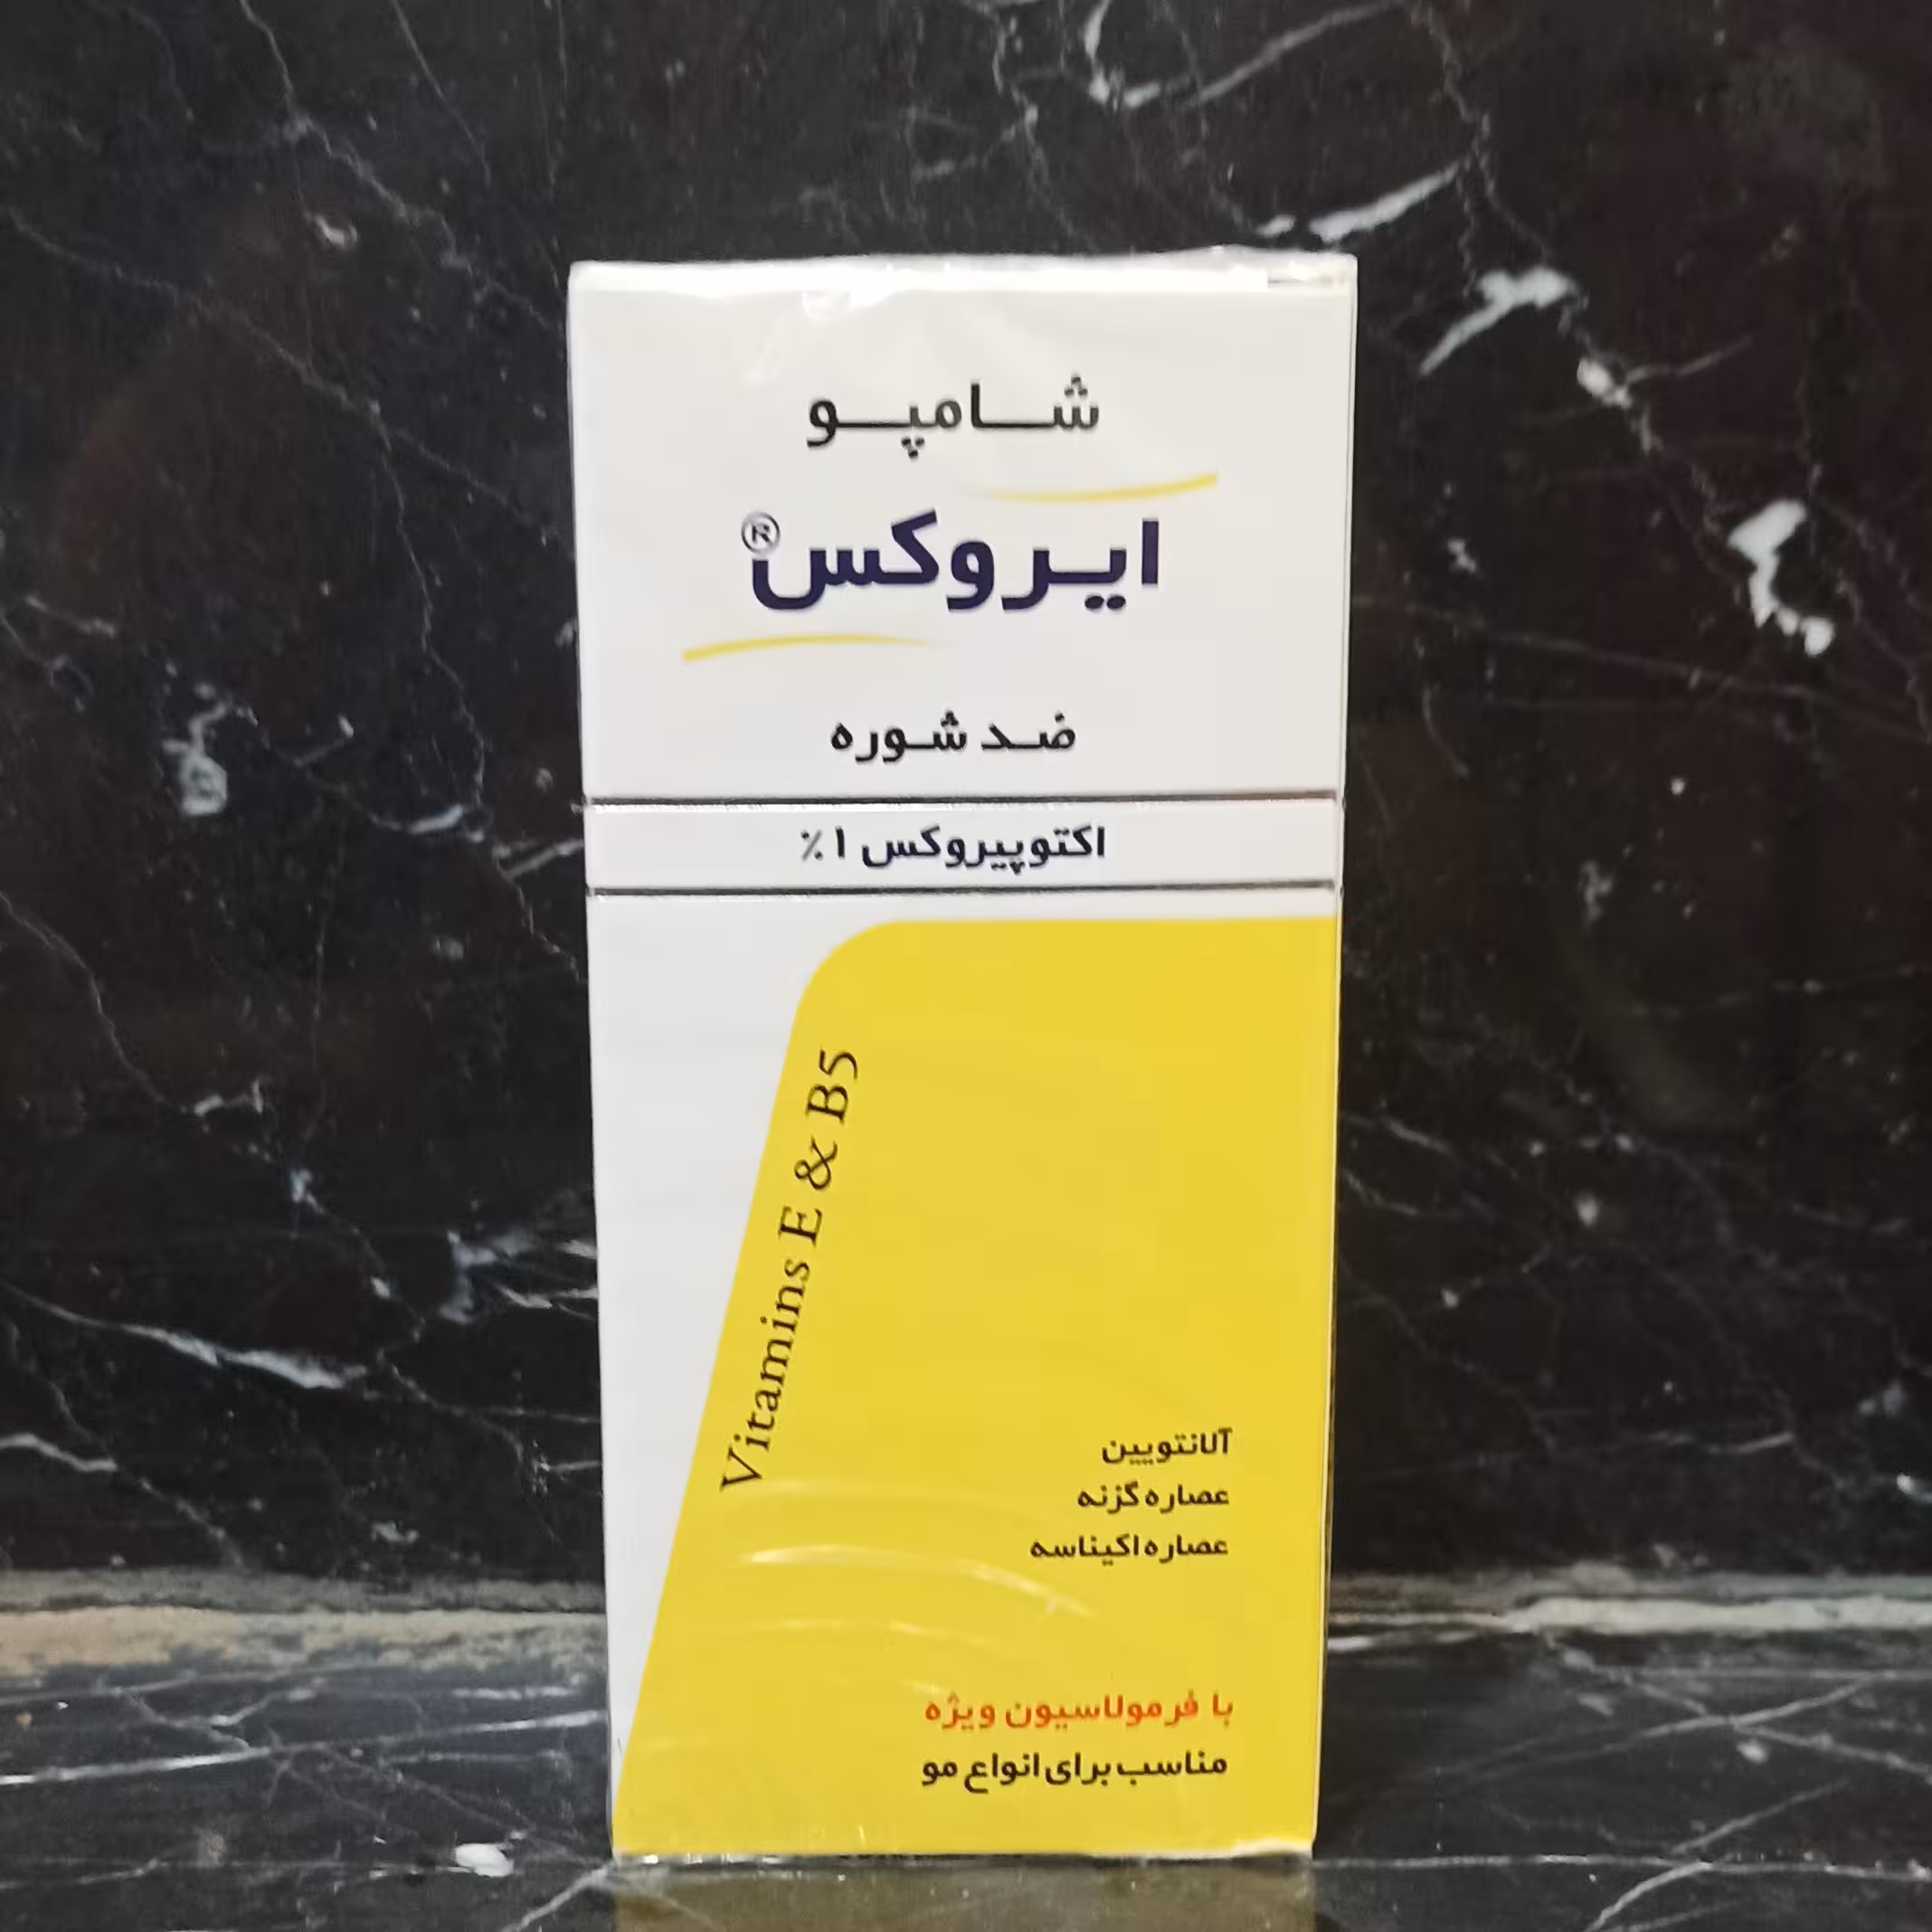 شامپو
ایروکس®
ضد شوره
اکتوپیروکس ۱٪
Vitamins E & B5
آلانتویین
عصاره گزنه
عصاره اکیناسه
با فرمولاسیون ویژه
مناسب برای انواع مو